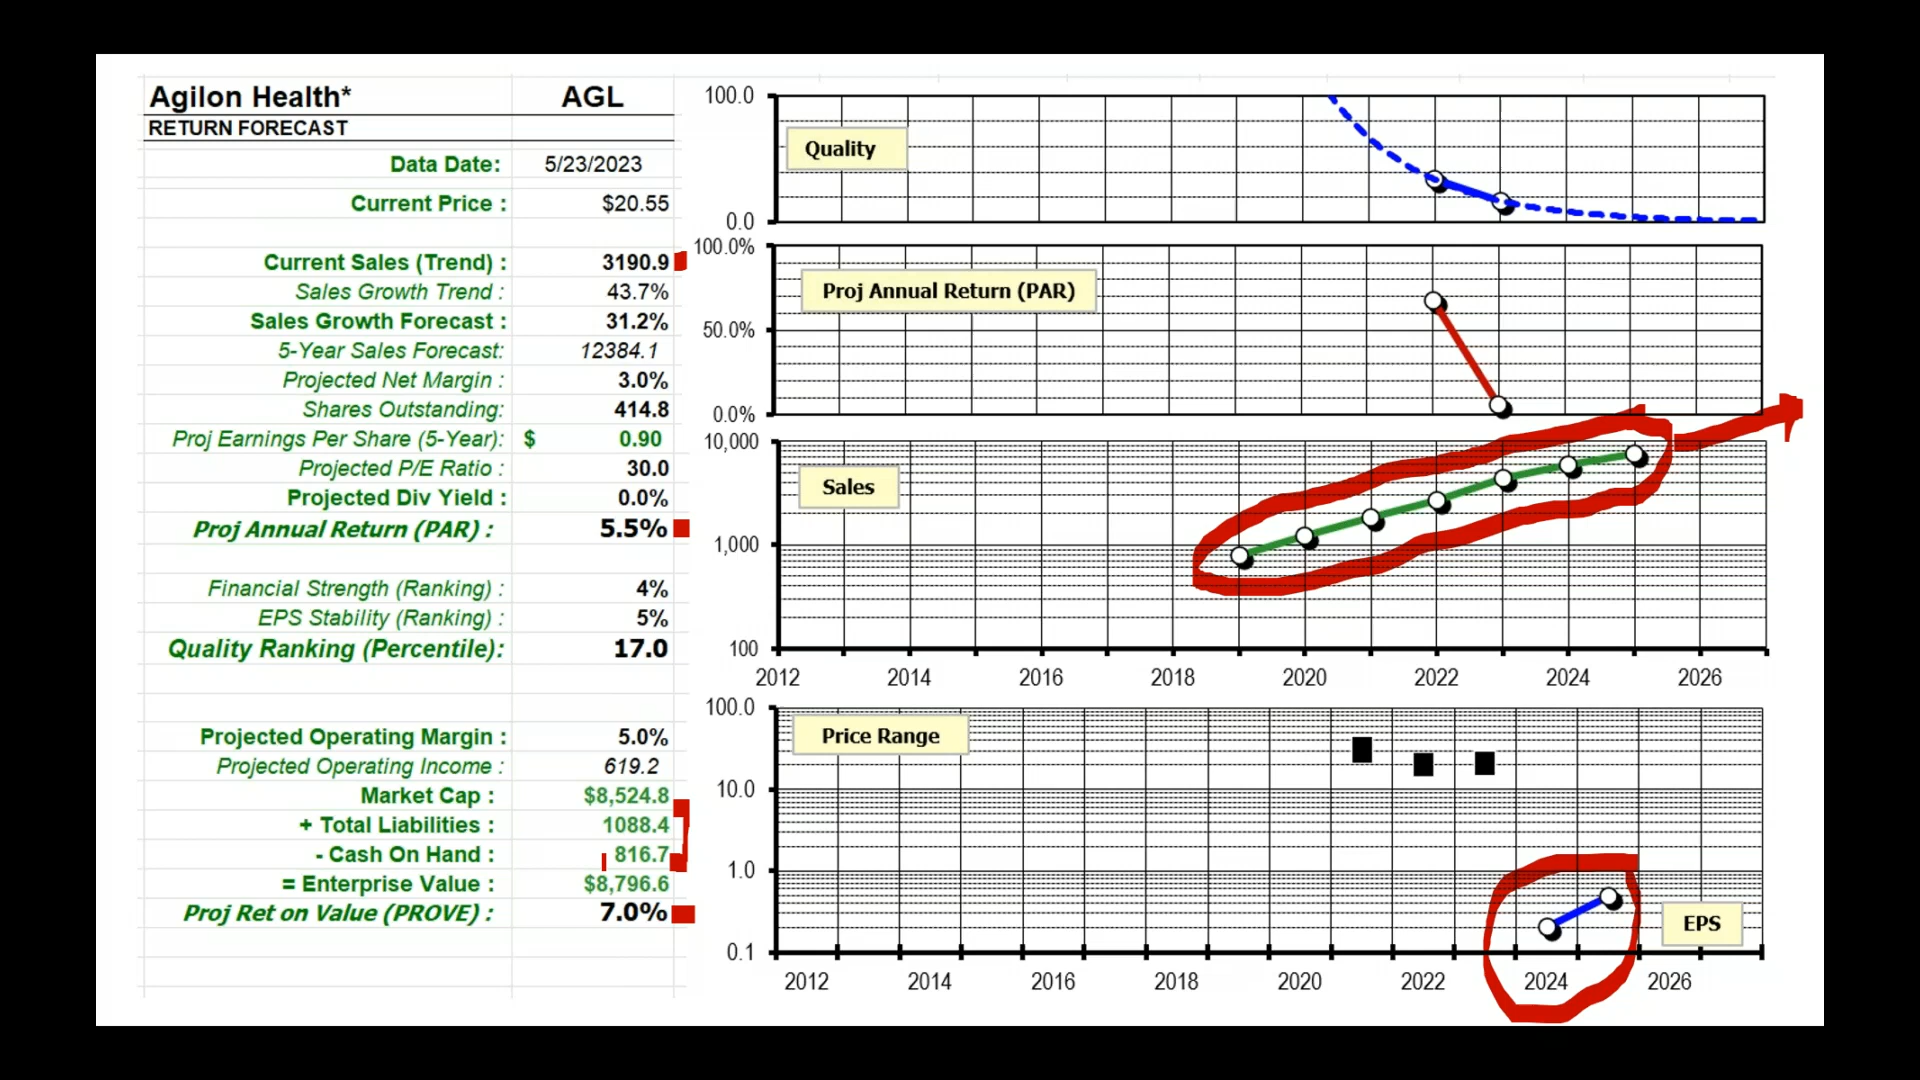 Agilon Health* AGL
RETURN FORECAST
Data Date: 5/23/2023
Current Price : $20.55
Current Sales (Trend) : 3190.9
Sales Growth Trend : 43.7%
Sales Growth Forecast : 31.2%
5-Year Sales Forecast: 12384.1
Projected Net Margin : 3.0%
Shares Outstanding: 414.8
Proj Earnings Per Share (5-Year): $ 0.90
Projected P/E Ratio : 30.0
Projected Div Yield : 0.0%
Proj Annual Return (PAR) : 5.5%
Financial Strength (Ranking) : 4%
EPS Stability (Ranking) : 5%
Quality Ranking (Percentile): 17.0
Projected Operating Margin : 5.0%
Projected Operating Income : 619.2
Market Cap : $8,524.8
+ Total Liabilities : 1088.4
- Cash On Hand : 816.7
= Enterprise Value : $8,796.6
Proj Ret on Value (PROVE) : 7.0%
100.0
Quality
0.0
100.0%
Proj Annual Return (PAR)
50.0%
0.0%
10,000
Sales
1,000
100
2012 2014 2016 2018 2020 2022 2024 2026
100.0
Price Range
10.0
1.0
EPS
0.1
2012 2014 2016 2018 2020 2022 2024 2026